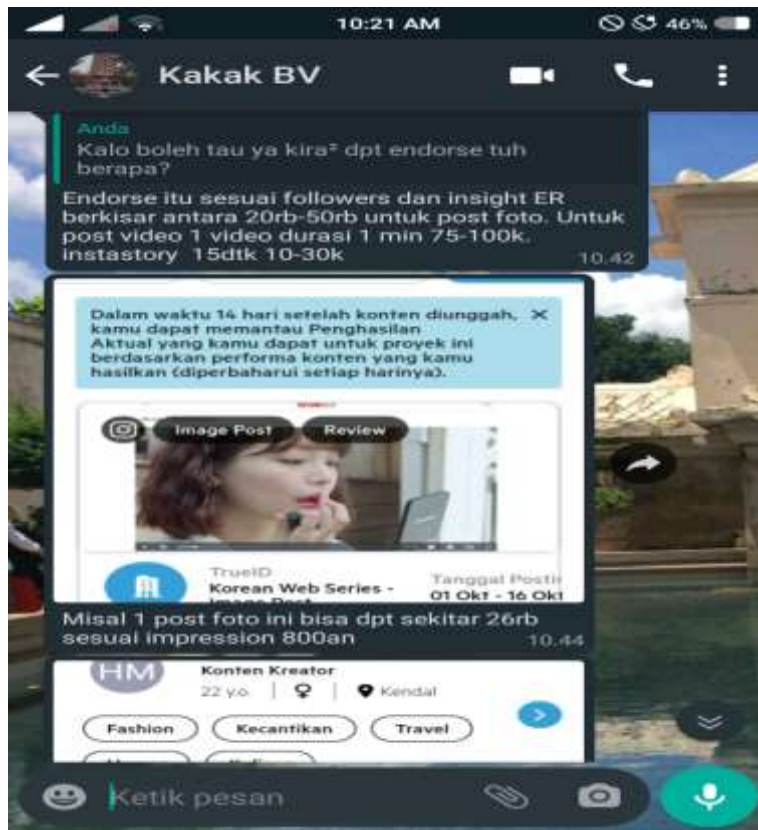 10:21 AM
46%
Kakak BV
Anda
Kalo boleh tau ya kira² dpt endorse tuh
berapa?
Endorse itu sesuai followers dan insight ER
berkisar antara 20rb-50rb untuk post foto. Untuk
post video 1 video durasi 1 min 75-100k.
instastory 15dtk 10-30k
10.42
Dalam waktu 14 hari setelah konten diunggah,
kamu dapat memantau Penghasilan
Aktual yang kamu dapat untuk proyek ini
berdasarkan performa konten yang kamu
hasilkan (diperbaharui setiap harinya).
Image Post
Review
TrueID
Korean Web Series -
Tanggal Postin
01 Okt - 16 Okt
Misal 1 post foto ini bisa dpt sekitar 26rb
sesuai impression 800an
10.44
HM
Konten Kreator
22 y.o.
Kendal
Fashion
Kecantikan
Travel
Ketik pesan